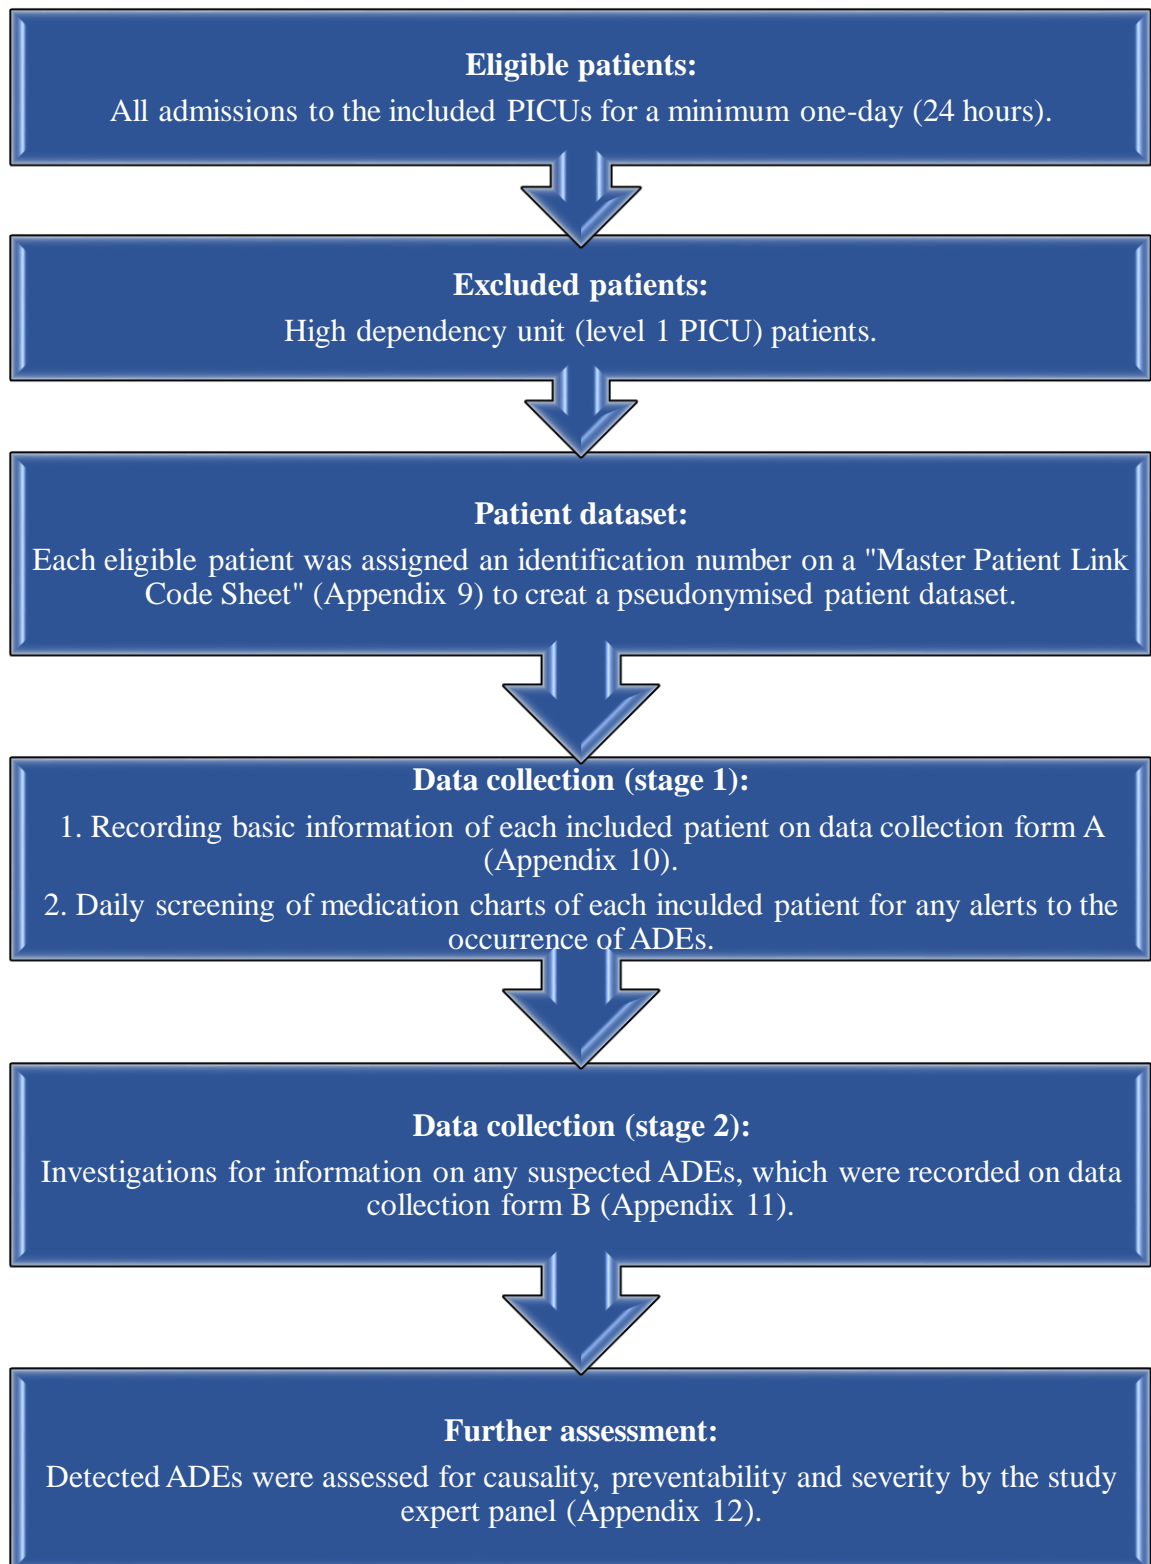 Eligible patients:
All admissions to the included PICUs for a minimum one-day (24 hours).
Excluded patients:
High dependency unit (level 1 PICU) patients.
Patient dataset:
Each eligible patient was assigned an identification number on a "Master Patient Link
Code Sheet" (Appendix 9) to creat a pseudonymised patient dataset.
Data collection (stage 1):
1. Recording basic information of each included patient on data collection form A
(Appendix 10).
2. Daily screening of medication charts of each inculded patient for any alerts to the
occurrence of ADEs.
Data collection (stage 2):
Investigations for information on any suspected ADEs, which were recorded on data
collection form B (Appendix 11).
Further assessment:
Detected ADEs were assessed for causality, preventability and severity by the study
expert panel (Appendix 12).